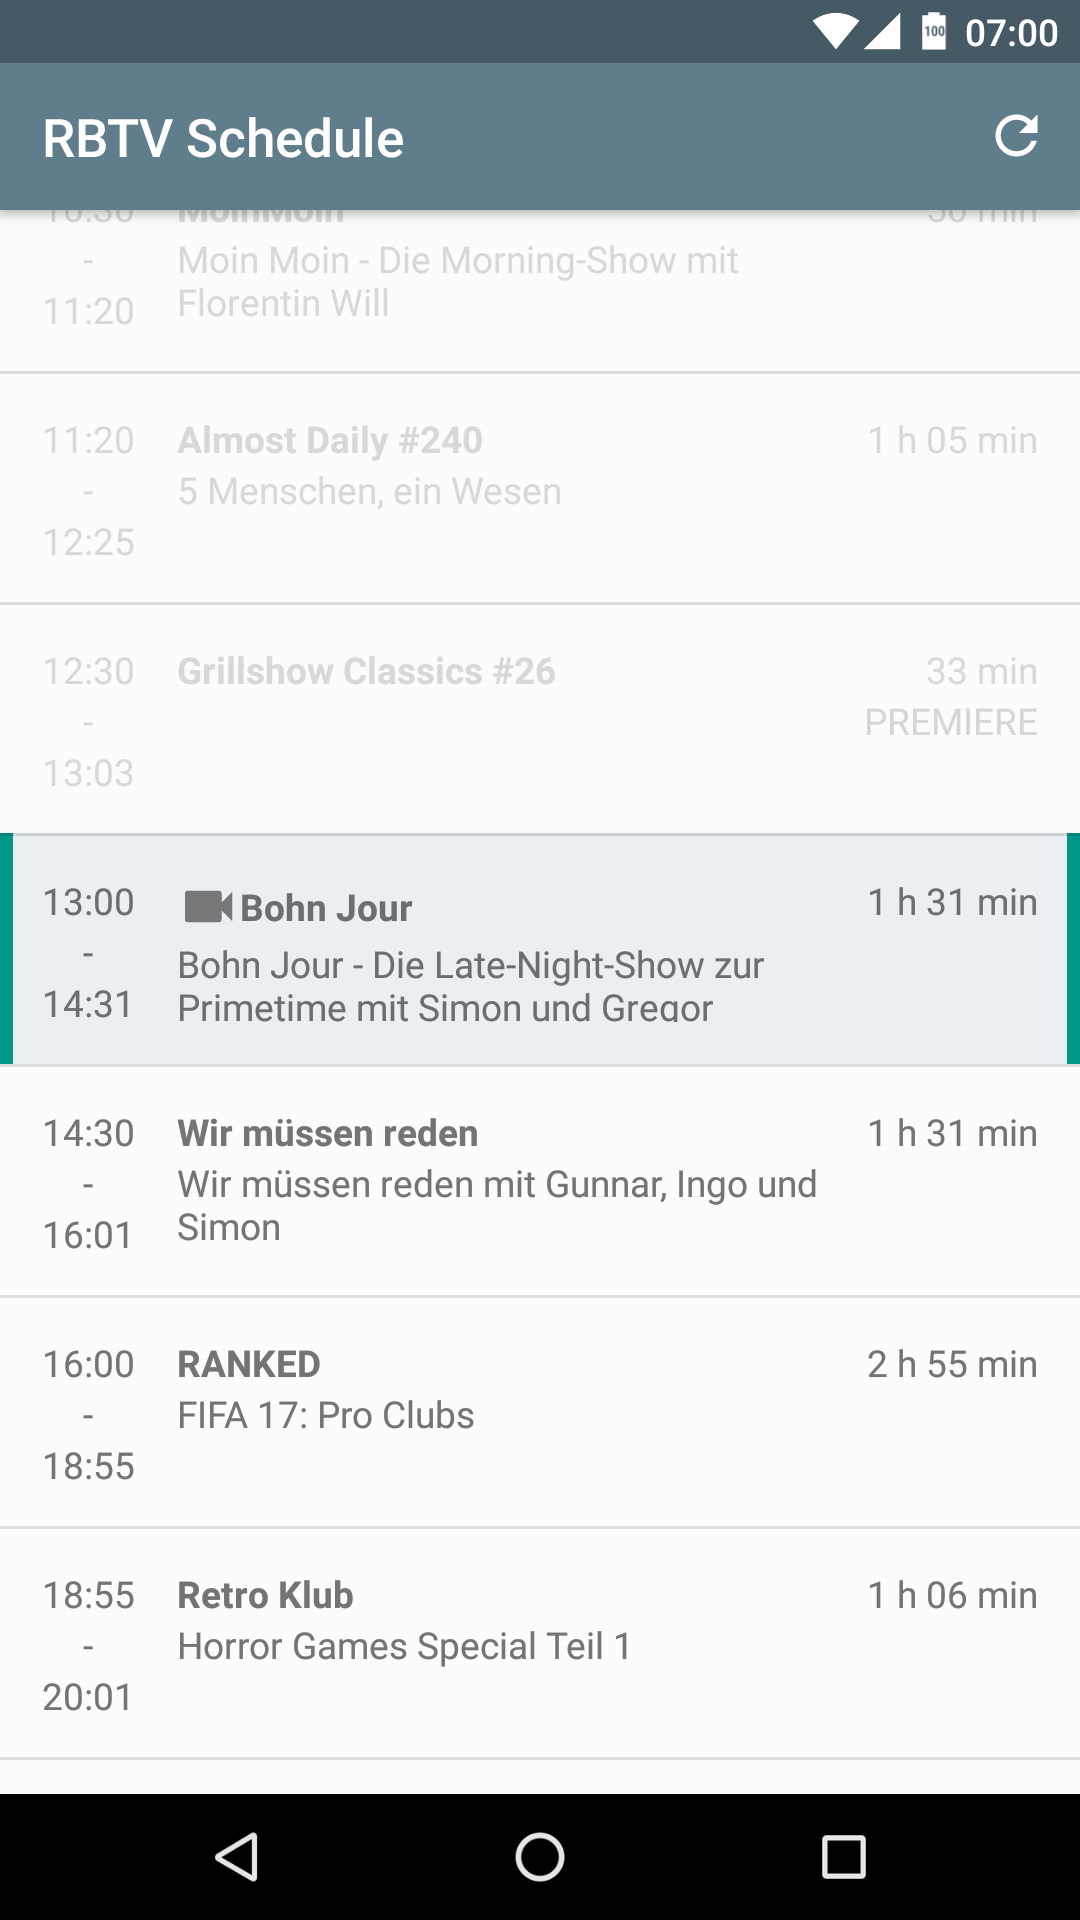 100 07:00
RBTV Schedule
10:30 MoinMoin 50 min
- Moin Moin - Die Morning-Show mit
11:20 Florentin Will
11:20 Almost Daily #240 1 h 05 min
- 5 Menschen, ein Wesen
12:25
12:30 Grillshow Classics #26 33 min
- PREMIERE
13:03
13:00 Bohn Jour 1 h 31 min
- Bohn Jour - Die Late-Night-Show zur
14:31 Primetime mit Simon und Gregor
14:30 Wir müssen reden 1 h 31 min
- Wir müssen reden mit Gunnar, Ingo und
16:01 Simon
16:00 RANKED 2 h 55 min
- FIFA 17: Pro Clubs
18:55
18:55 Retro Klub 1 h 06 min
- Horror Games Special Teil 1
20:01